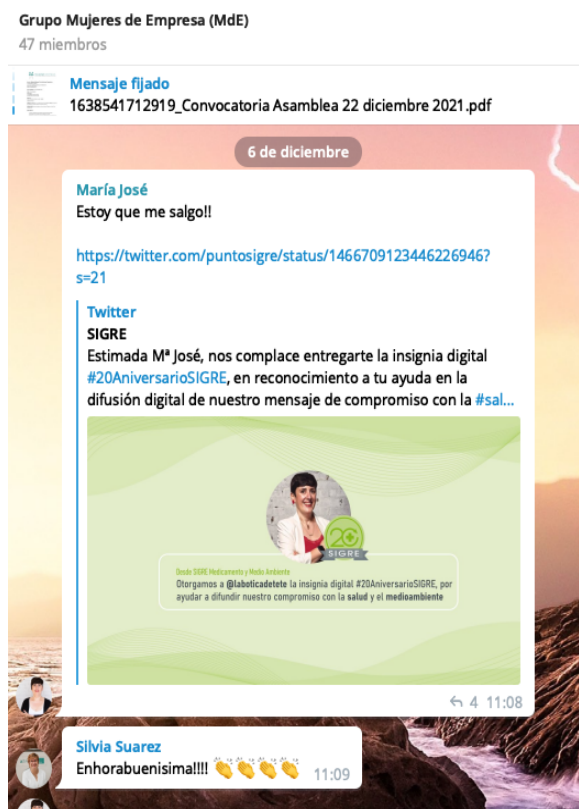 Grupo Mujeres de Empresa (MdE)
47 miembros
Mensaje fijado
1638541712919_Convocatoria Asamblea 22 diciembre 2021.pdf
6 de diciembre
María José
Estoy que me salgo!!
https://twitter.com/puntosigre/status/1466709123446226946?
s=21
Twitter
SIGRE
Estimada Mª José, nos complace entregarte la insignia digital
#20AniversarioSIGRE, en reconocimiento a tu ayuda en la
difusión digital de nuestro mensaje de compromiso con la #sal...
20
SIGRE
Desde SIGRE Medicamento y Medio Ambiente
Otorgamos a @laboticadetete la insignia digital #20AniversarioSIGRE, por
ayudar a difundir nuestro compromiso con la salud y el medioambiente
4 11:08
Silvia Suarez
Enhorabuenisima!!!! 👏👏👏👏 11:09